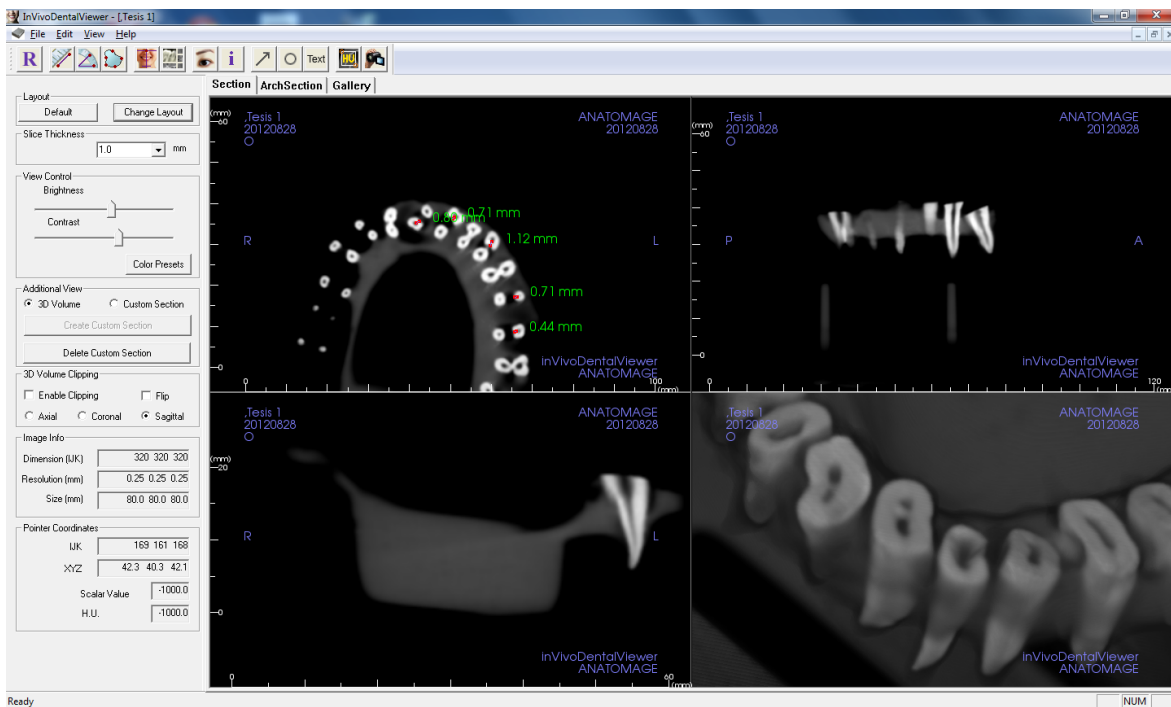 InVivoDentalViewer - [,Tesis 1]
File Edit View Help
R
i
Text
HU
Section ArchSection Gallery
Layout
Default Change Layout
Slice Thickness
1.0 mm
View Control
Brightness
Contrast
Color Presets
Additional View
3D Volume Custom Section
Create Custom Section
Delete Custom Section
3D Volume Clipping
Enable Clipping Flip
Axial Coronal Sagittal
Image Info
Dimension (IJK) 320 320 320
Resolution (mm) 0.25 0.25 0.25
Size (mm) 80.0 80.0 80.0
Pointer Coordinates
IJK 169 161 168
XYZ 42.3 40.3 42.1
Scalar Value -1000.0
H.U. -1000.0
(mm)
60
,Tesis 1
20120828
O
ANATOMAGE
20120828
0.71 mm
1.12 mm
R
L
0.71 mm
0.44 mm
inVivoDentalViewer
ANATOMAGE
0
0
100
(mm)
(mm)
60
,Tesis 1
20120828
O
ANATOMAGE
20120828
P
A
0
inVivoDentalViewer
ANATOMAGE
0
120
(mm)
,Tesis 1
20120828
O
ANATOMAGE
20120828
(mm)
20
R
L
0
inVivoDentalViewer
ANATOMAGE
0
60
(mm)
,Tesis 1
20120828
O
ANATOMAGE
20120828
inVivoDentalViewer
ANATOMAGE
Ready
NUM